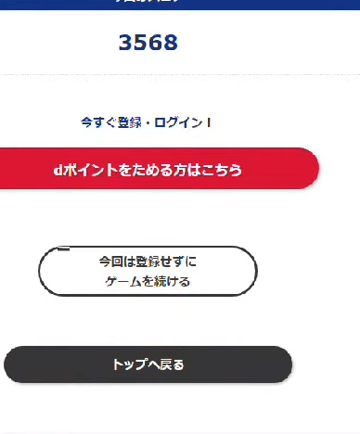 3568
今すぐ登録・ログイン！
dポイントをためる方はこちら
今回は登録せずに
ゲームを続ける
トップへ戻る